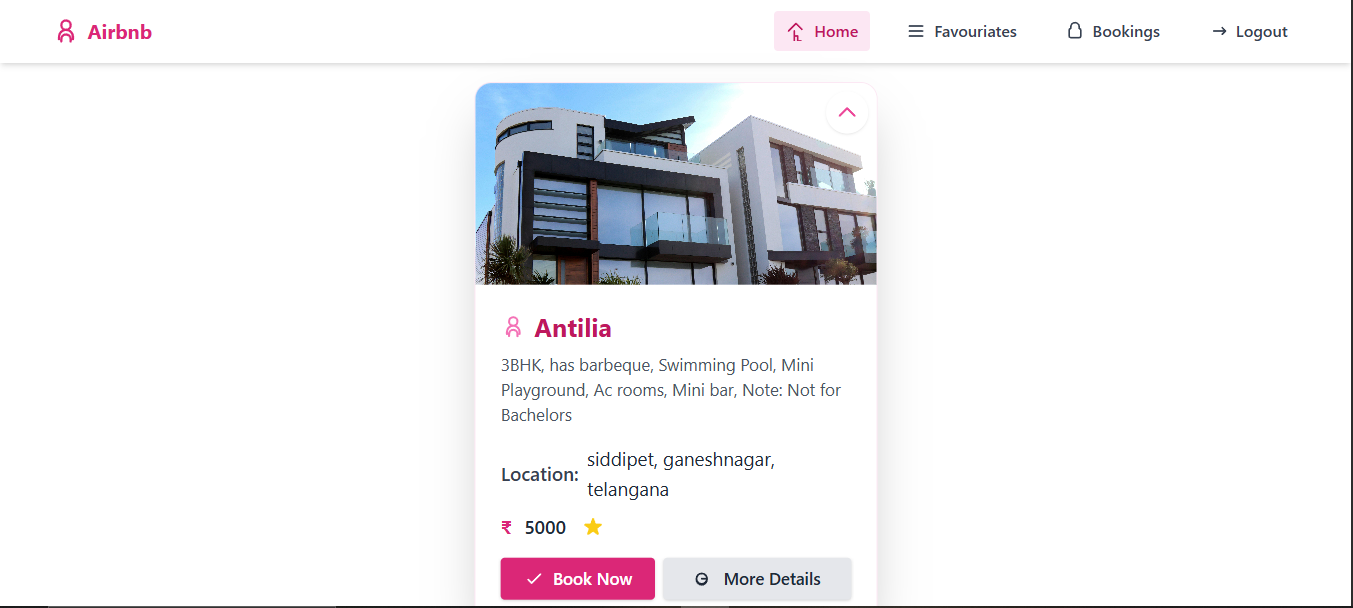 Airbnb
Home
Favouriates
Bookings
Logout
Antilia
3BHK, has barbeque, Swimming Pool, Mini
Playground, Ac rooms, Mini bar, Note: Not for
Bachelors
Location:
siddipet, ganeshnagar,
telangana
₹ 5000
Book Now
More Details